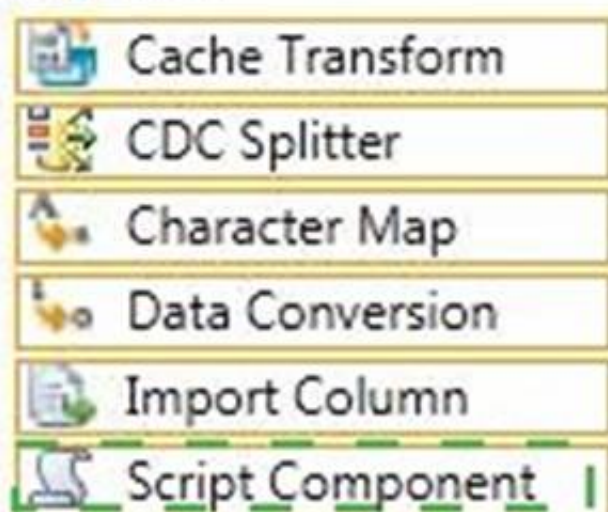 Cache Transform
CDC Splitter
Character Map
Data Conversion
Import Column
Script Component